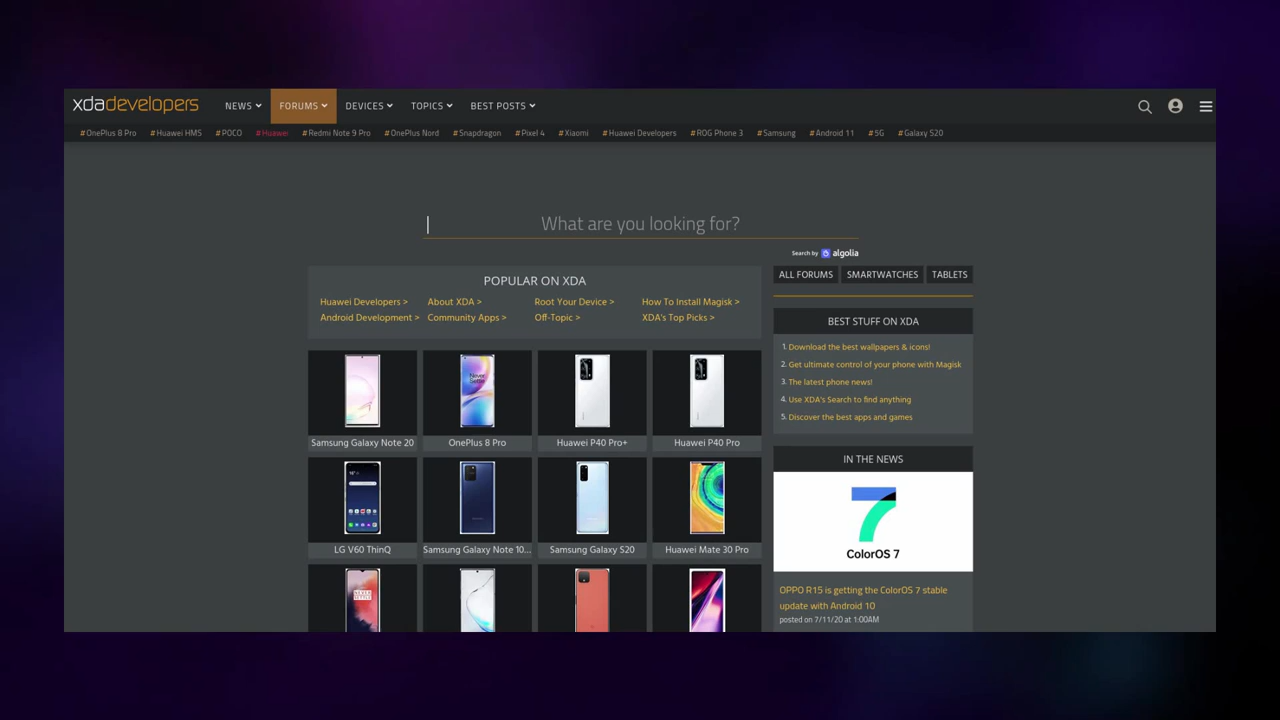 xdadevelopers NEWS FORUMS DEVICES TOPICS BEST POSTS
#OnePlus 8 Pro #Huawei HMS #POCO #Huawei #Redmi Note 9 Pro #OnePlus Nord #Snapdragon #Pixel 4 #Xiaomi #Huawei Developers #ROG Phone 3 #Samsung #Android 11 #5G #Galaxy S20
What are you looking for?
Search by algolia
POPULAR ON XDA
Huawei Developers > About XDA > Root Your Device > How To Install Magisk >
Android Development > Community Apps > Off-Topic > XDA's Top Picks >
Samsung Galaxy Note 20 OnePlus 8 Pro Huawei P40 Pro+ Huawei P40 Pro
LG V60 ThinQ Samsung Galaxy Note 10... Samsung Galaxy S20 Huawei Mate 30 Pro
ALL FORUMS SMARTWATCHES TABLETS
BEST STUFF ON XDA
1. Download the best wallpapers & icons!
2. Get ultimate control of your phone with Magisk
3. The latest phone news!
4. Use XDA's Search to find anything
5. Discover the best apps and games
IN THE NEWS
ColorOS 7
OPPO R15 is getting the ColorOS 7 stable
update with Android 10
posted on 7/11/20 at 1:00AM